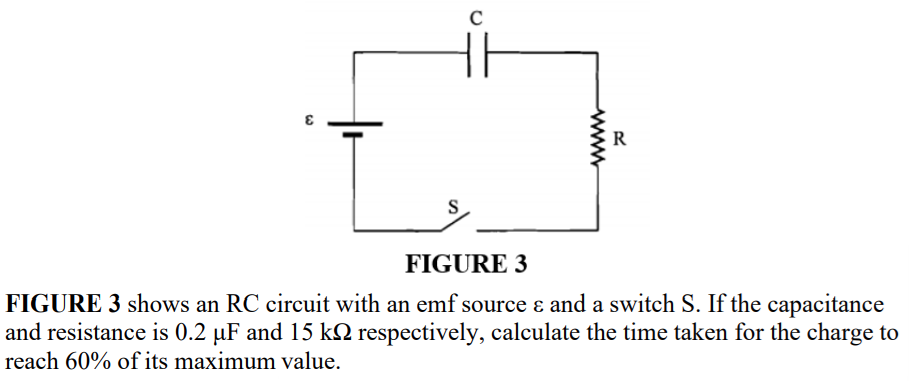 C
ε
R
S
FIGURE 3
FIGURE 3 shows an RC circuit with an emf source ε and a switch S. If the capacitance
and resistance is 0.2 μF and 15 kΩ respectively, calculate the time taken for the charge to
reach 60% of its maximum value.